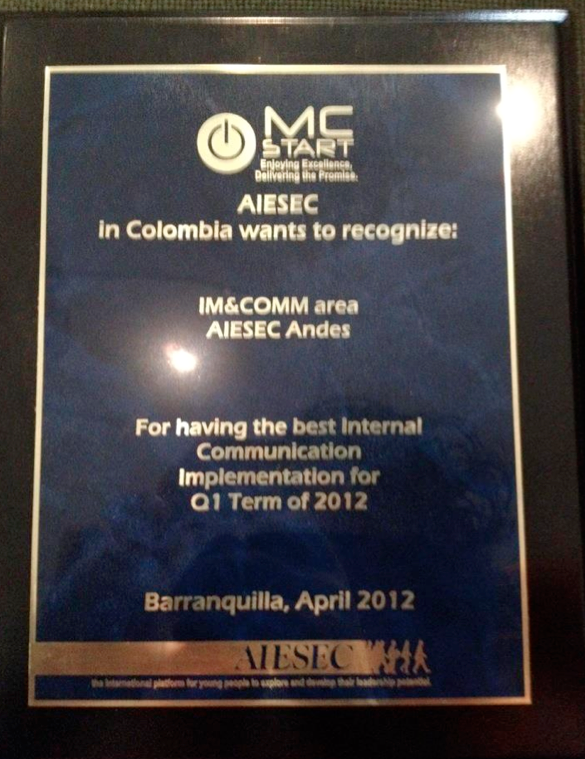 MC
START
Enjoying Excellence,
Delivering the Promise.
AIESEC
in Colombia wants to recognize:
IM&COMM area
AIESEC Andes
For having the best Internal
Communication
Implementation for
Q1 Term of 2012
Barranquilla, April 2012
AIESEC
the international platform for young people to explore and develop their leadership potential.